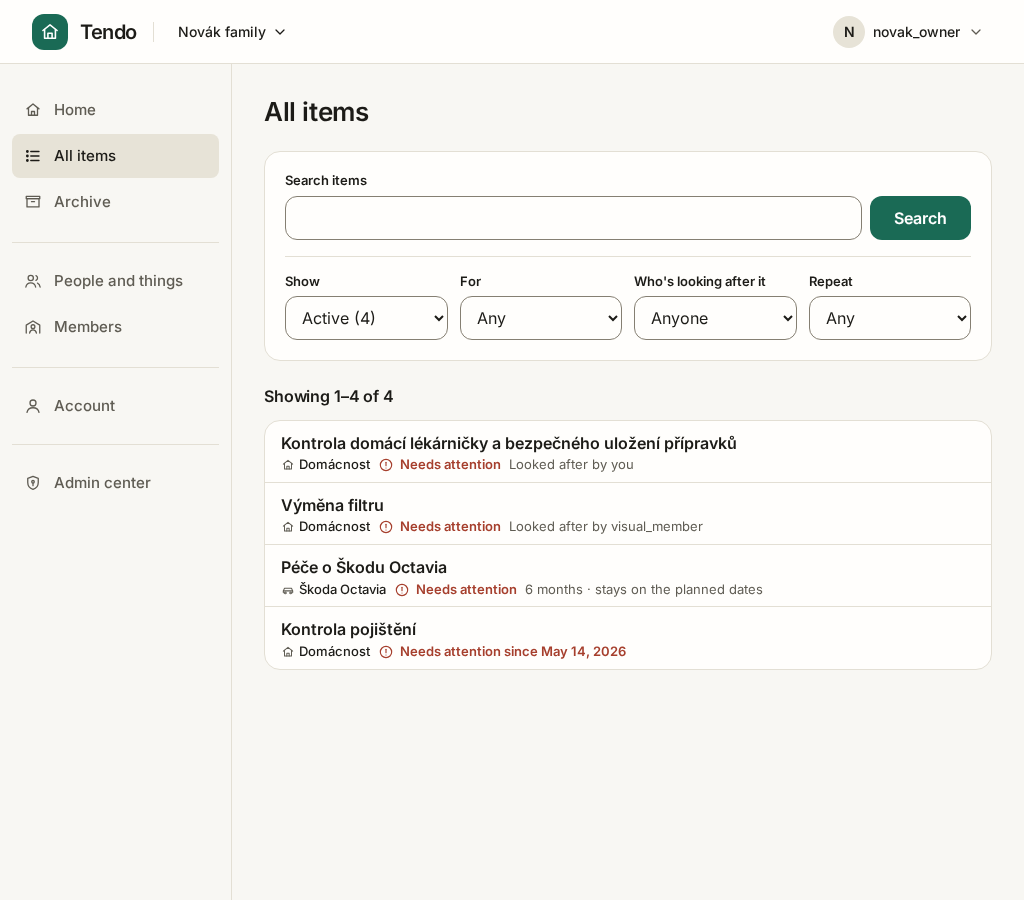 Tendo
Novák family
N
novak_owner
Home
All items
Archive
People and things
Members
Account
Admin center
All items
Search items
Search
Show
For
Who's looking after it
Repeat
Active (4)
Any
Anyone
Any
Showing 1–4 of 4
Kontrola domácí lékárničky a bezpečného uložení přípravků
Domácnost Needs attention Looked after by you
Výměna filtru
Domácnost Needs attention Looked after by visual_member
Péče o Škodu Octavia
Škoda Octavia Needs attention 6 months · stays on the planned dates
Kontrola pojištění
Domácnost Needs attention since May 14, 2026